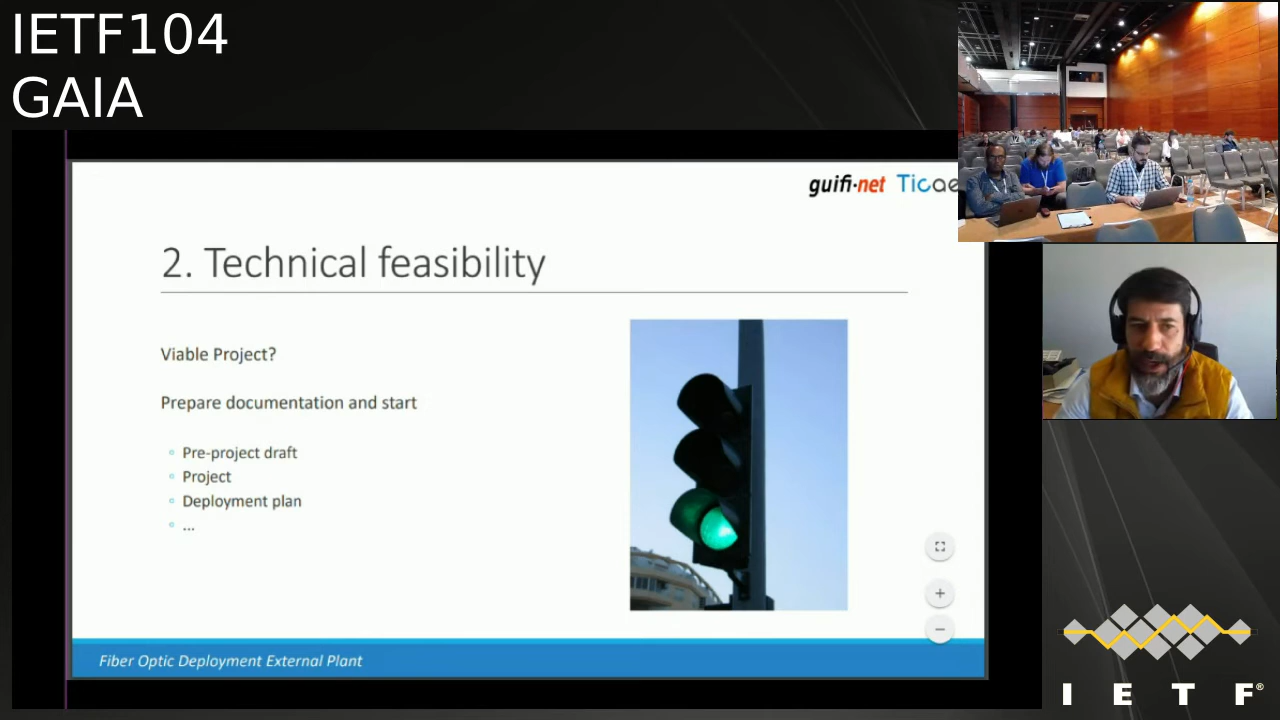 IETF104
GAIA
guifi·net Ticae
2. Technical feasibility
Viable Project?
Prepare documentation and start
Pre-project draft
Project
Deployment plan
...
Fiber Optic Deployment External Plant
I E T F®